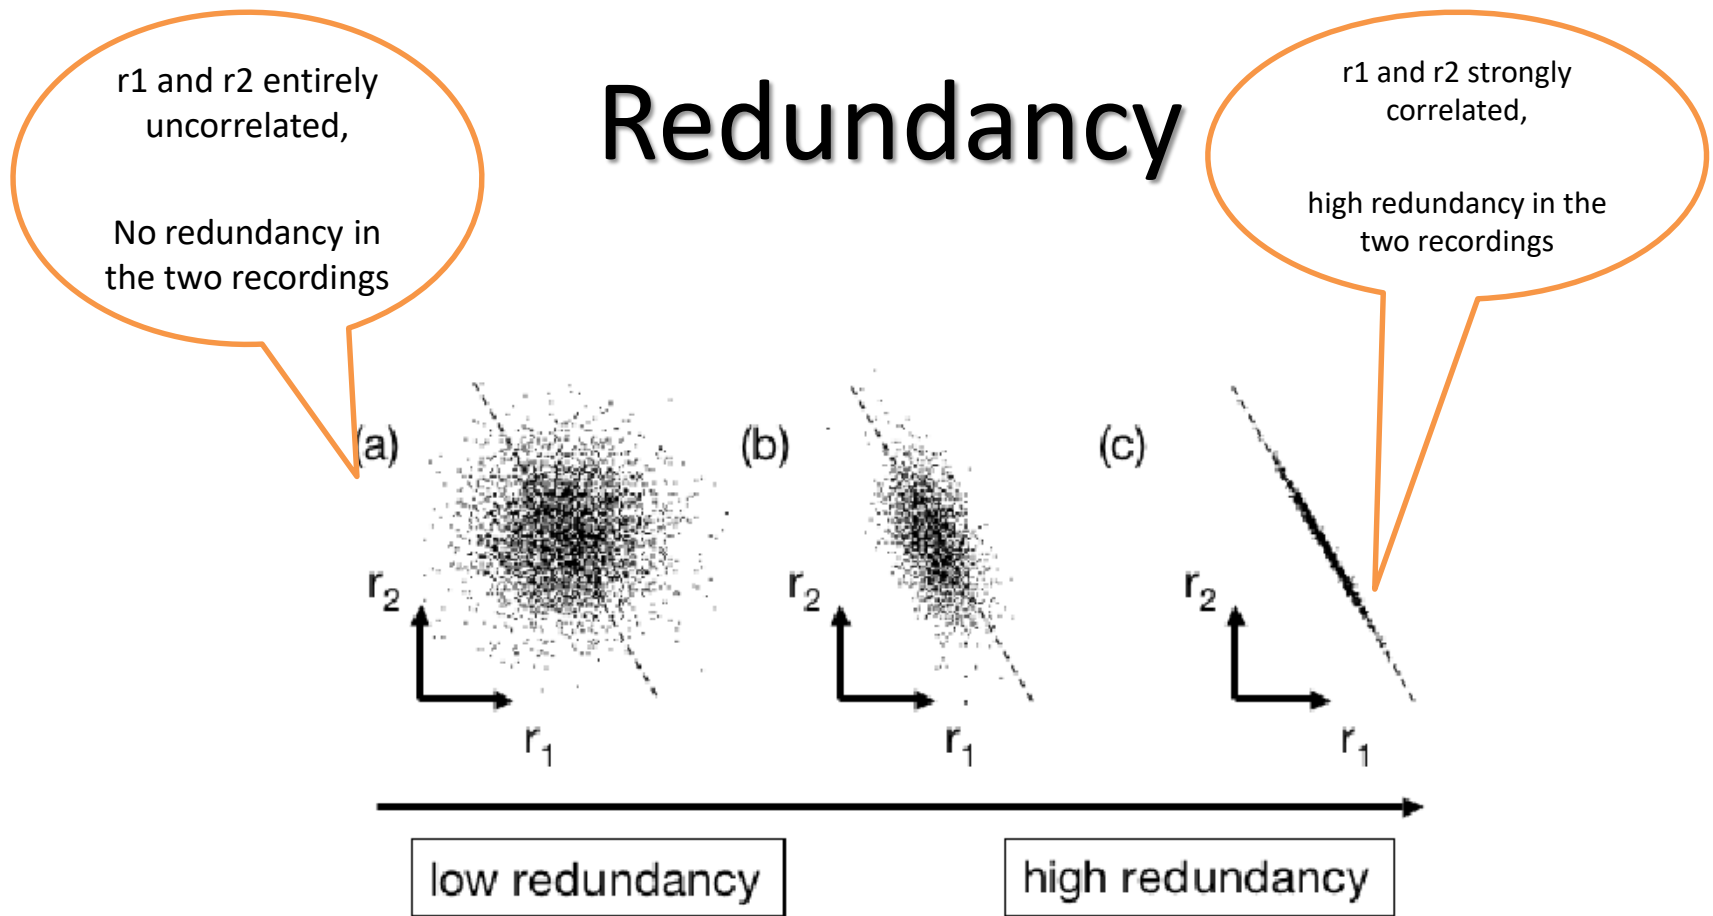 Redundancy
r1 and r2 entirely
uncorrelated,
No redundancy in
the two recordings
r1 and r2 strongly
correlated,
high redundancy in the
two recordings
(a)
r2
r1
(b)
r2
r1
(c)
r2
r1
low redundancy
high redundancy